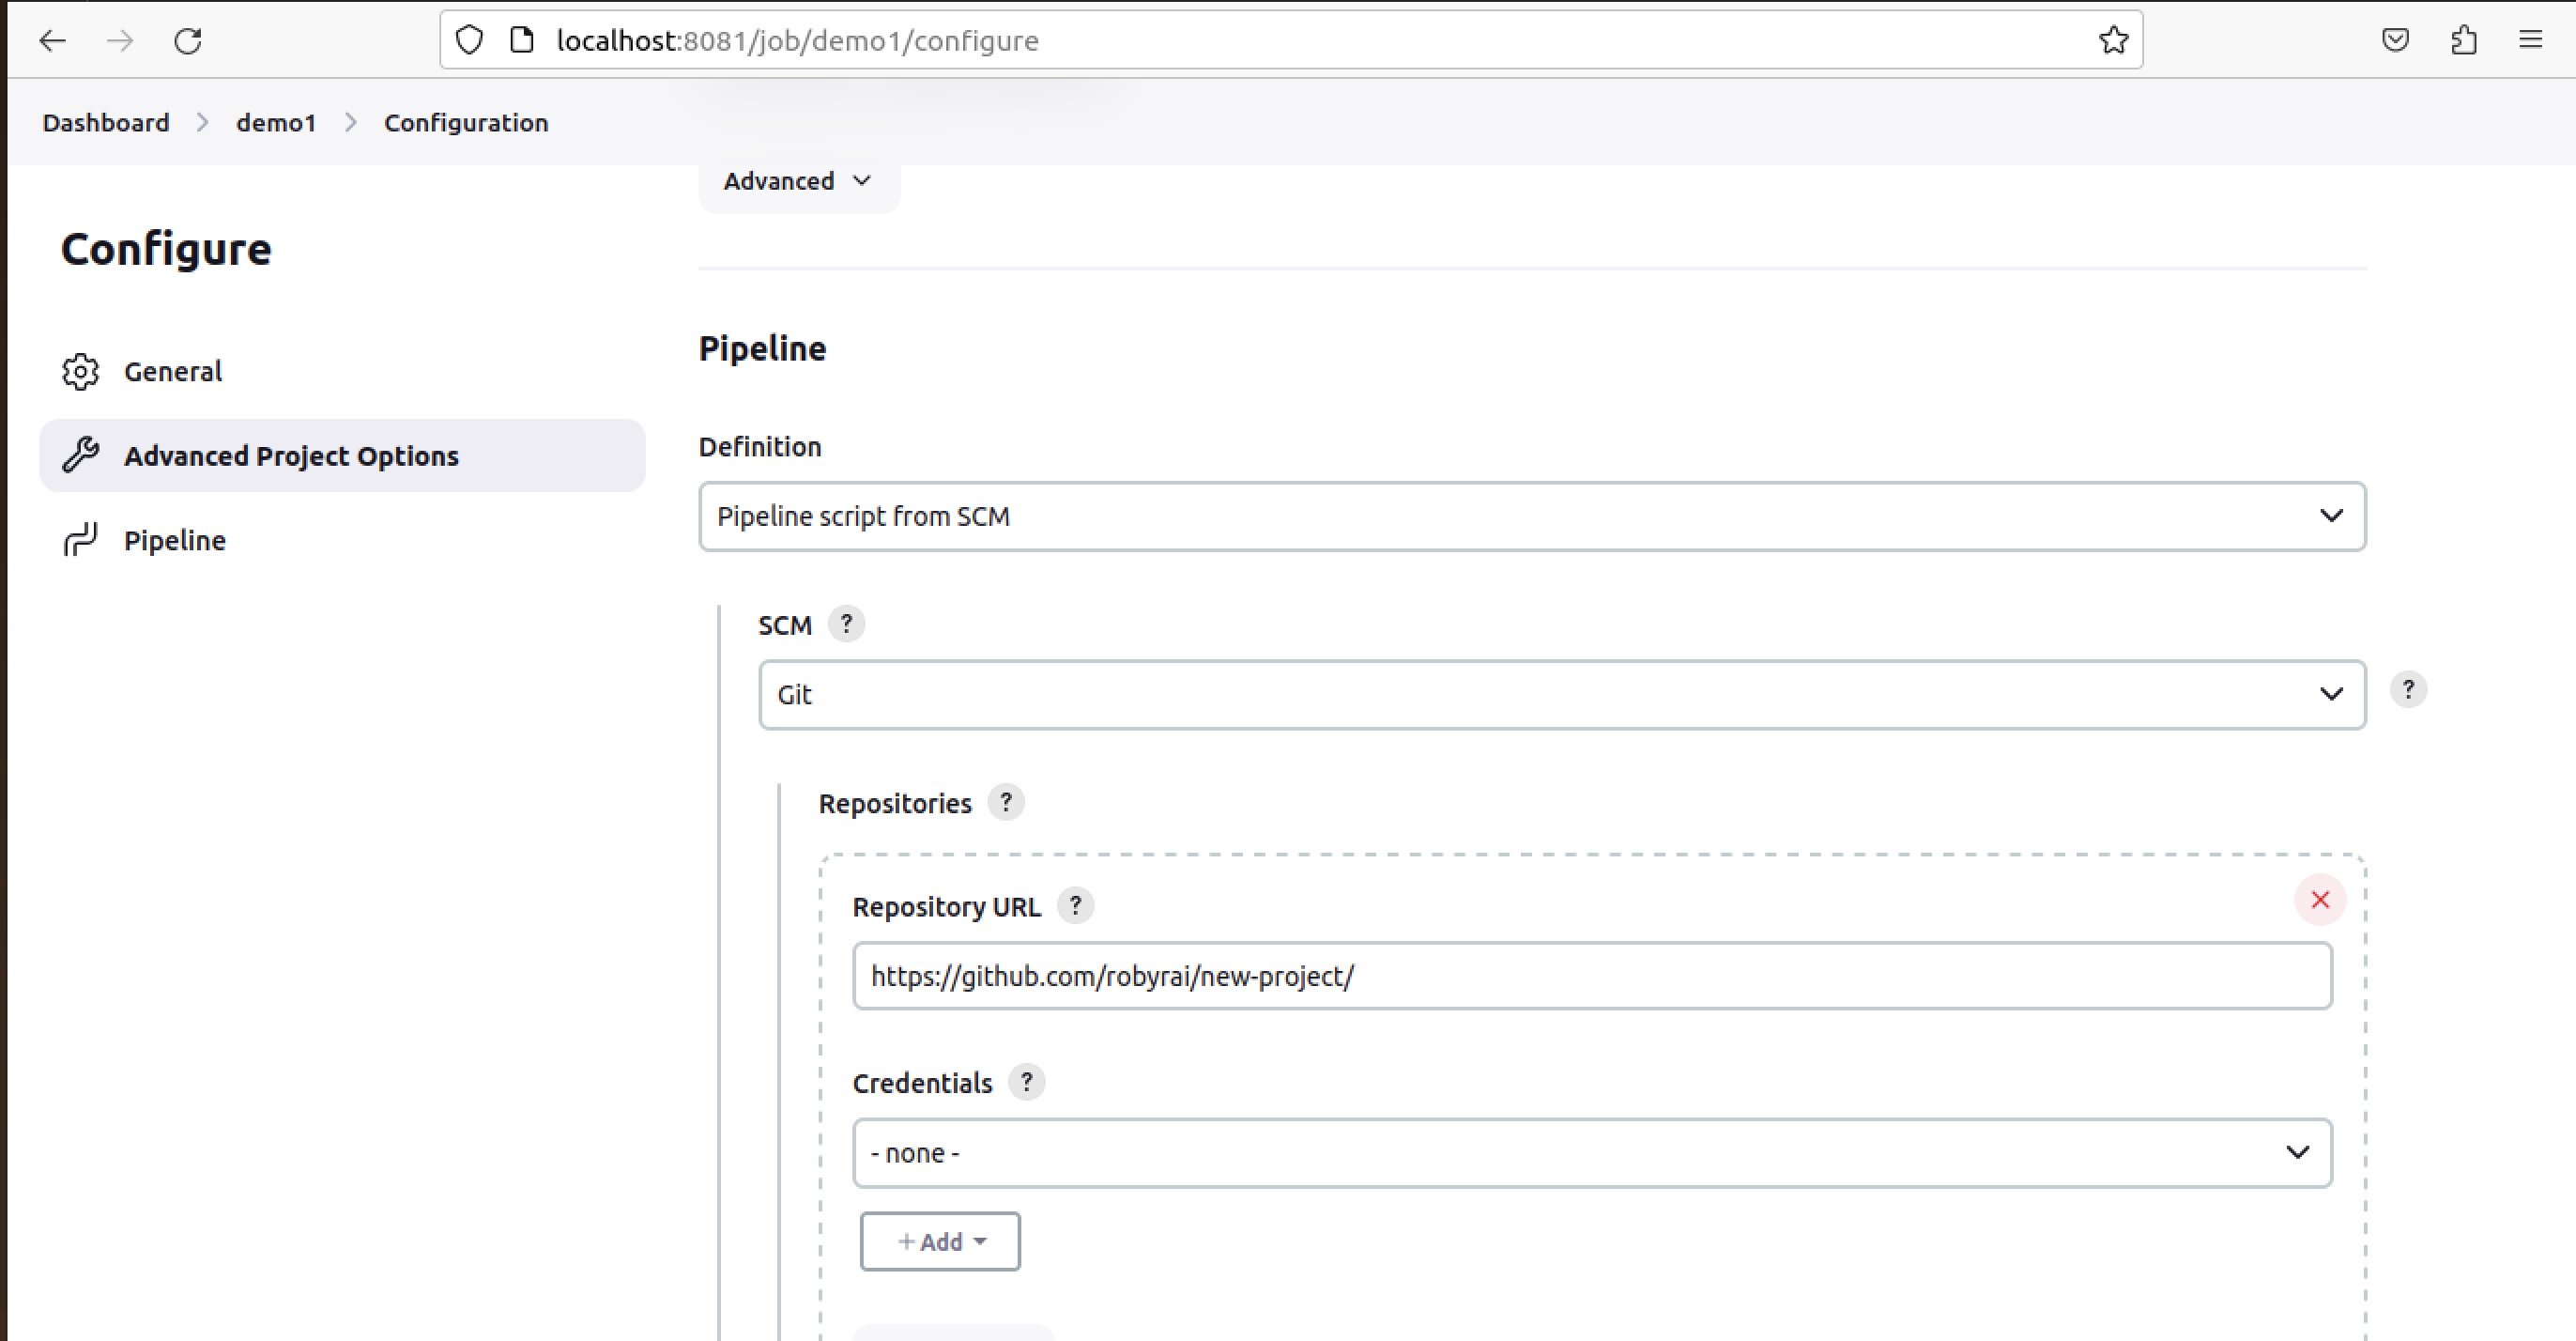 localhost:8081/job/demo1/configure
Dashboard > demo1 > Configuration
Advanced
Configure
General
Advanced Project Options
Pipeline
Pipeline
Definition
Pipeline script from SCM
SCM ?
Git
?
Repositories ?
Repository URL ?
https://github.com/robyrai/new-project/
Credentials ?
- none -
+ Add